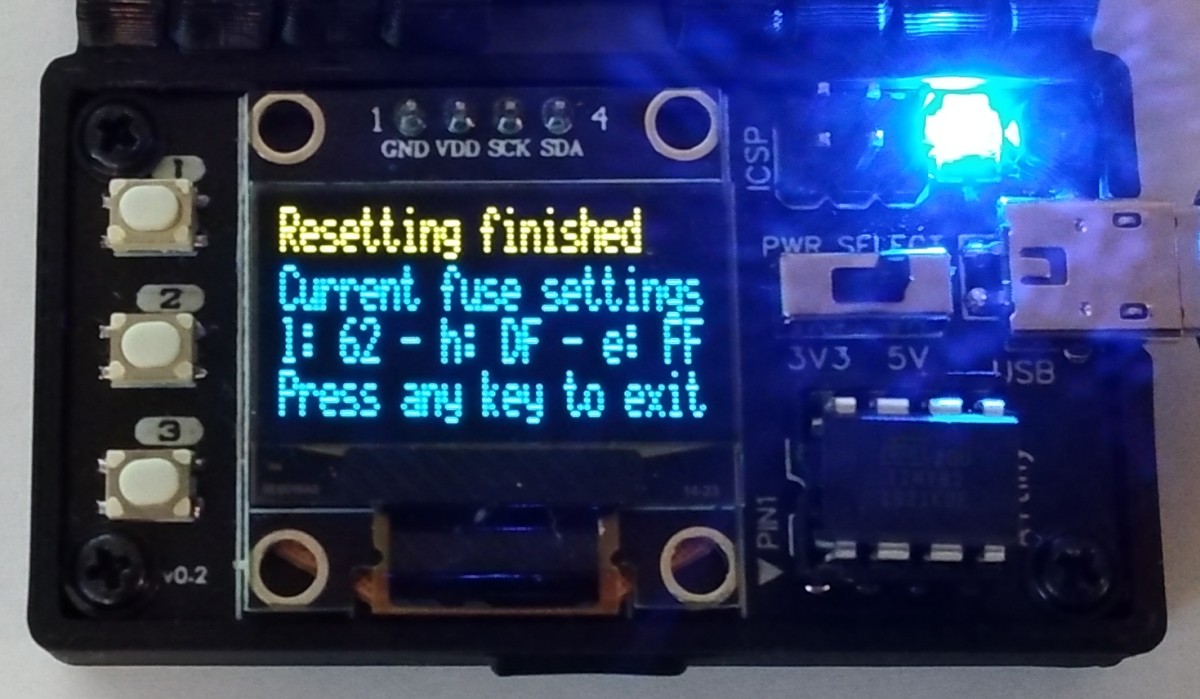 1
1 4
GND VDD SCK SDA
ICSP
Resetting finished
Current fuse settings
l: 62 - h: DF - e: FF
Press any key to exit
2
3
PWR SELECT
3V3 5V
USB
PIN1
v0.2